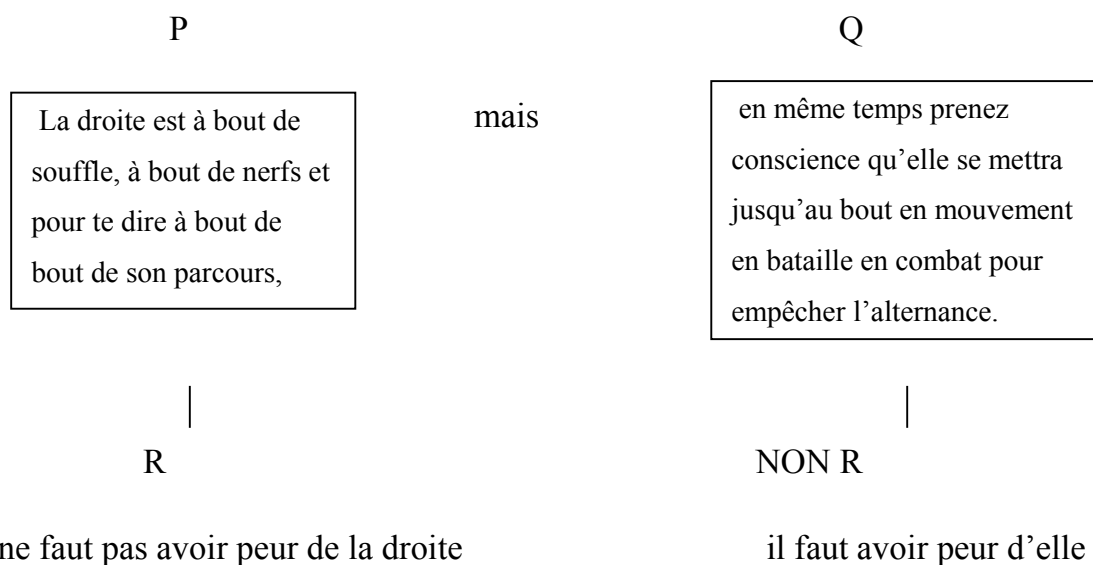 P
Q
La droite est à bout de
souffle, à bout de nerfs et
pour te dire à bout de
bout de son parcours,
mais
en même temps prenez
conscience qu’elle se mettra
jusqu’au bout en mouvement
en bataille en combat pour
empêcher l’alternance.
R
NON R
ne faut pas avoir peur de la droite
il faut avoir peur d’elle